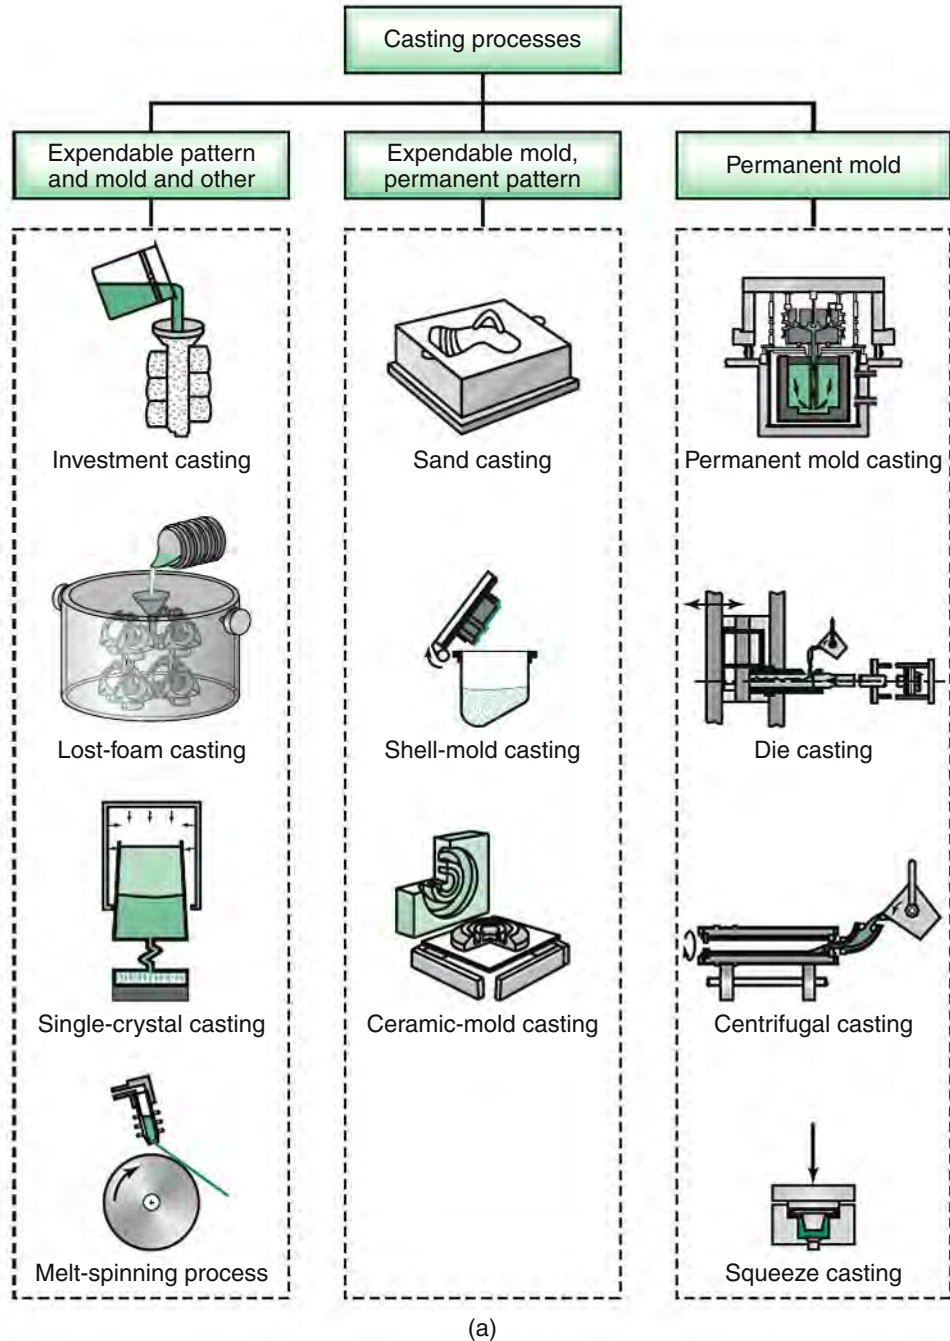 Casting processes
Expendable pattern
and mold and other
Expendable mold,
permanent pattern
Permanent mold
Investment casting
Lost-foam casting
Single-crystal casting
Melt-spinning process
Sand casting
Shell-mold casting
Ceramic-mold casting
Permanent mold casting
Die casting
Centrifugal casting
Squeeze casting
(a)